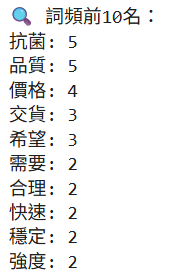 🔍 詞頻前10名：
抗菌: 5
品質: 5
價格: 4
交貨: 3
希望: 3
需要: 2
合理: 2
快速: 2
穩定: 2
強度: 2